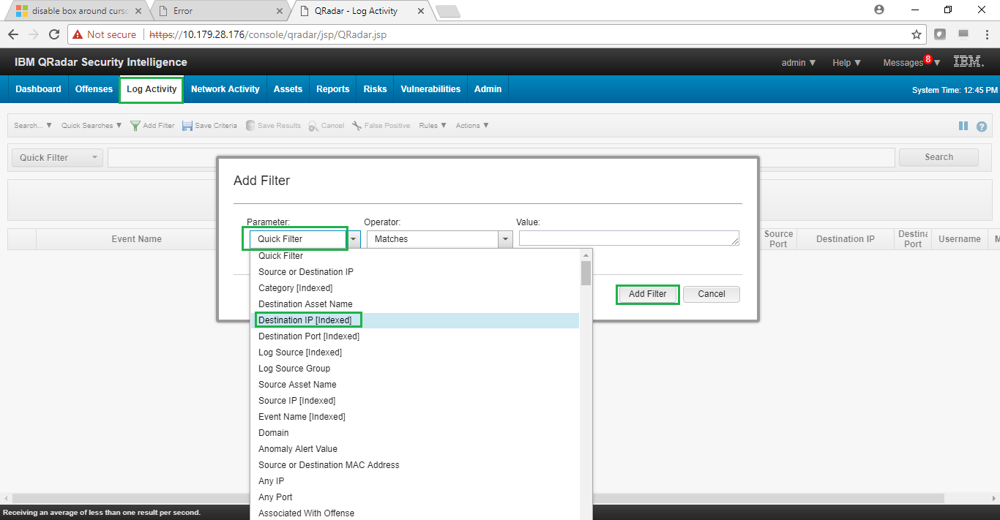 disable box around curso
Error
QRadar - Log Activity
Not secure
https://10.179.28.176/console/qradar/jsp/QRadar.jsp
IBM QRadar Security Intelligence
admin ▼ Help ▼ Messages 8 ▼ IBM.
Dashboard Offenses Log Activity Network Activity Assets Reports Risks Vulnerabilities Admin
System Time: 12:45 PM
Search... ▼ Quick Searches ▼ Add Filter Save Criteria Save Results Cancel False Positive Rules ▼ Actions ▼
Quick Filter Search
Add Filter
Parameter: Operator: Value:
Quick Filter Matches
Event Name
Source Port
Destination IP
Destina Port
Username
M
Quick Filter
Source or Destination IP
Category [Indexed]
Destination Asset Name
Destination IP [Indexed]
Destination Port [Indexed]
Log Source [Indexed]
Log Source Group
Source Asset Name
Source IP [Indexed]
Event Name [Indexed]
Domain
Anomaly Alert Value
Source or Destination MAC Address
Any IP
Any Port
Associated With Offense
Add Filter Cancel
Receiving an average of less than one result per second.